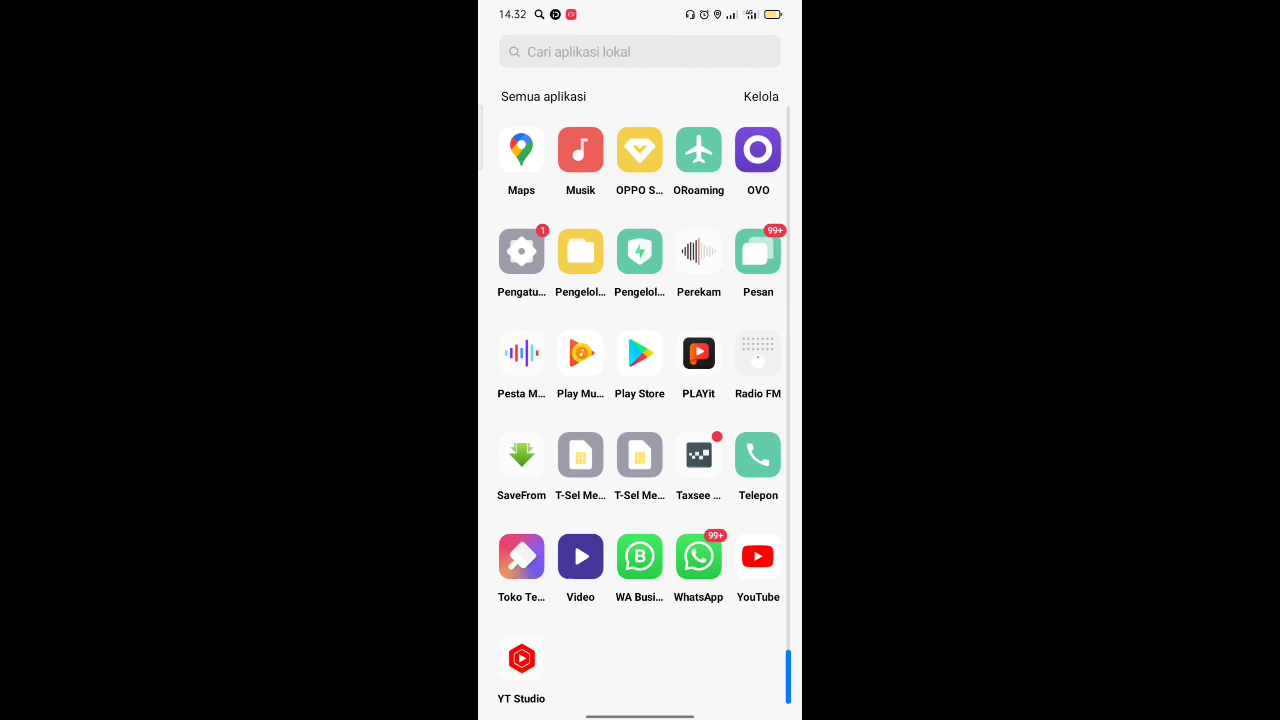 14.32
Cari aplikasi lokal
Semua aplikasi
Kelola
Maps
Musik
OPPO S...
ORoaming
OVO
1
99+
Pengatu...
Pengelol...
Pengelol...
Perekam
Pesan
Pesta M...
Play Mu...
Play Store
PLAYit
Radio FM
SaveFrom
T-Sel Me...
T-Sel Me...
Taxsee ...
Telepon
B
99+
Toko Te...
Video
WA Busi...
WhatsApp
YouTube
YT Studio